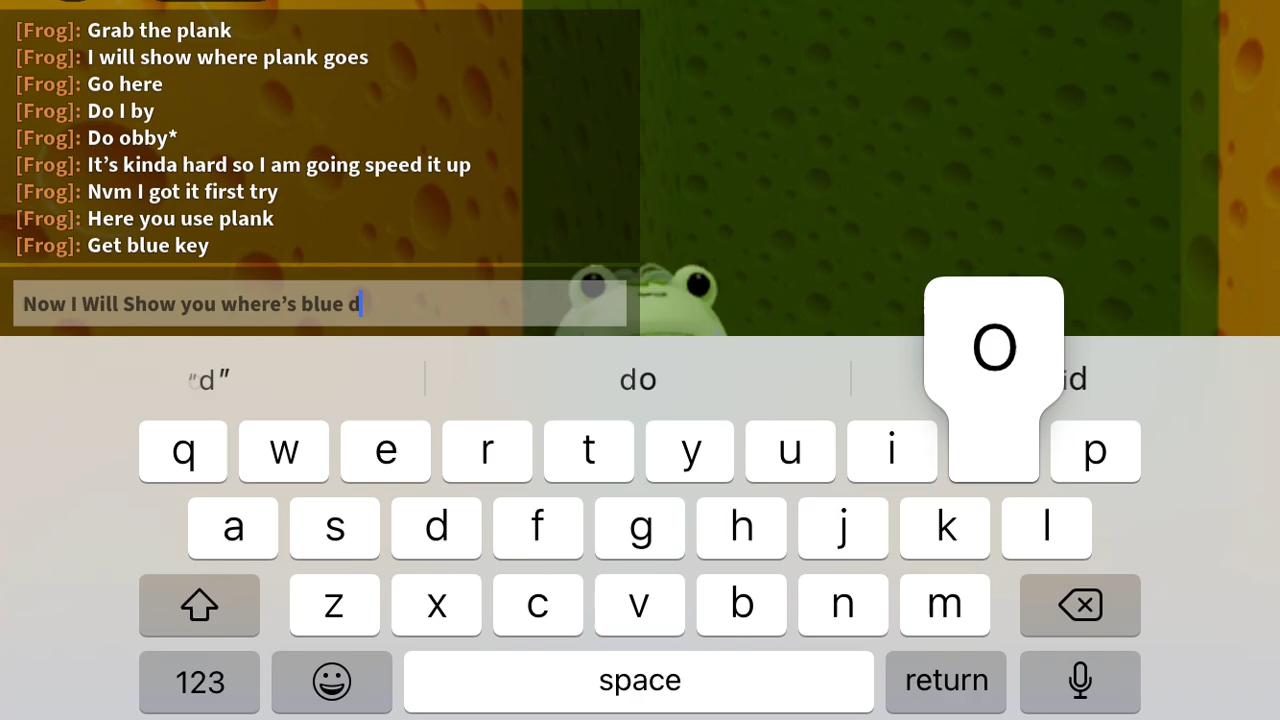 [Frog]: Grab the plank
[Frog]: I will show where plank goes
[Frog]: Go here
[Frog]: Do I by
[Frog]: Do obby*
[Frog]: It’s kinda hard so I am going speed it up
[Frog]: Nvm I got it first try
[Frog]: Here you use plank
[Frog]: Get blue key
Now I Will Show you where’s blue d
“d” do id
q w e r t y u i O p
a s d f g h j k l
z x c v b n m
123 space return